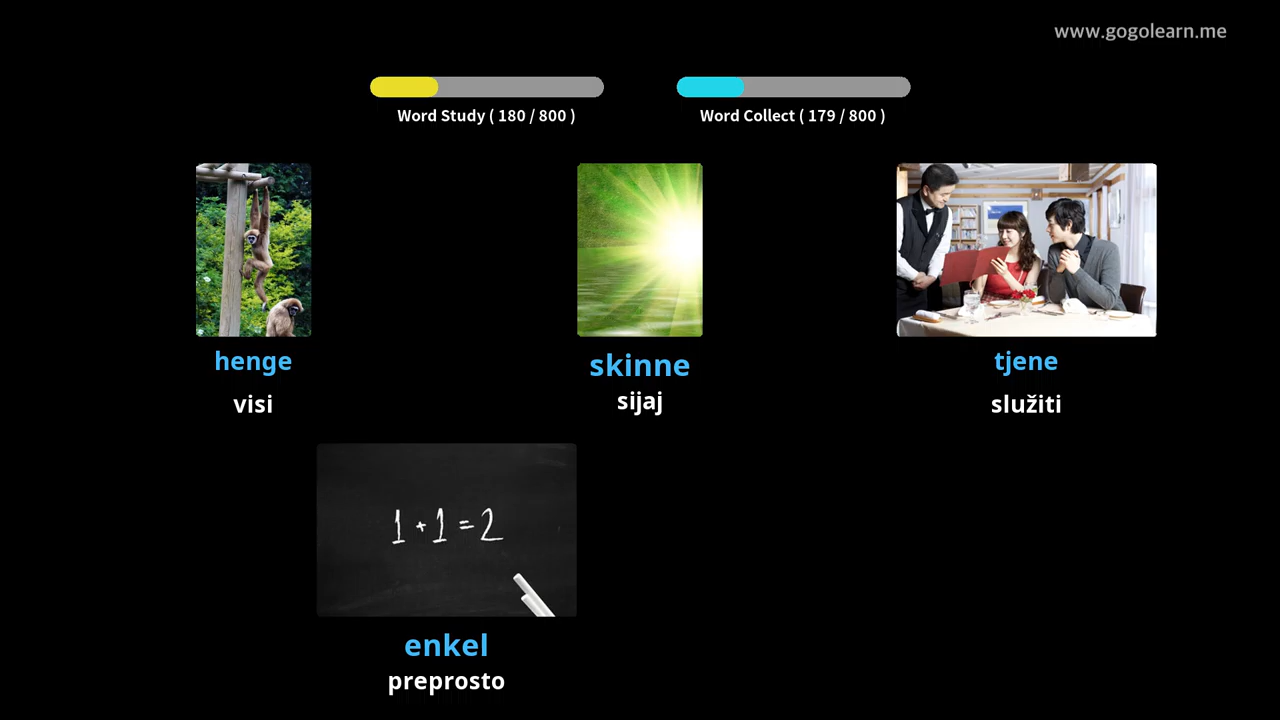 www.gogolearn.me
Word Study ( 180 / 800 )
Word Collect ( 179 / 800 )
henge
skinne
tjene
visi
sijaj
služiti
1 + 1 = 2
enkel
preprosto